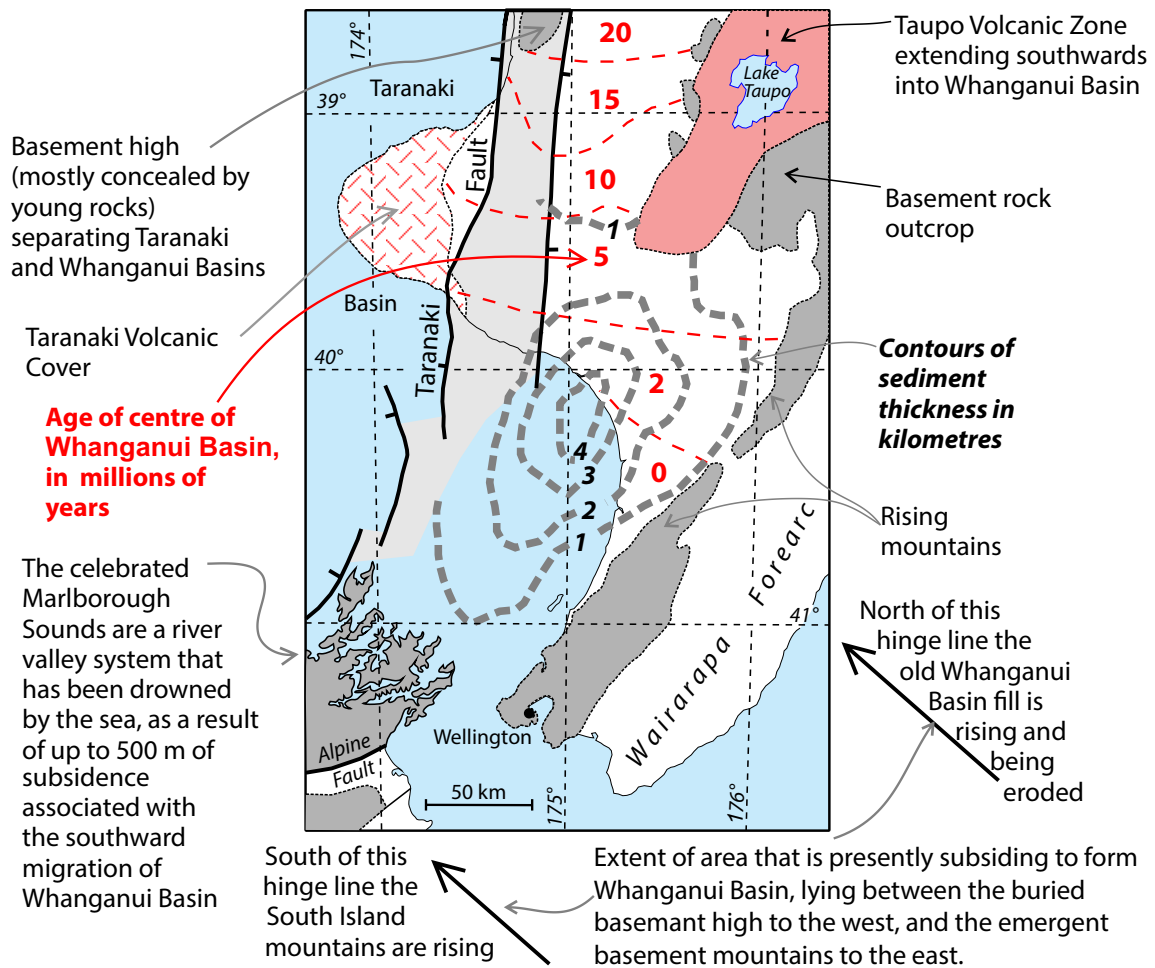 Taupo Volcanic Zone
extending southwards
into Whanganui Basin
174°
20
Lake
Taupo
Taranaki
15
39°
Basement high
(mostly concealed by
young rocks)
separating Taranaki
and Whanganui Basins
Fault
10
Basement rock
outcrop
1
5
Basin
Taranaki
Taranaki Volcanic
Cover
40°
Contours of
sediment
thickness in
kilometres
2
Age of centre of
Whanganui Basin,
in millions of
years
4
3
0
2
1
Rising
mountains
The celebrated
Marlborough
Sounds are a river
valley system that
has been drowned
by the sea, as a result
of up to 500 m of
subsidence
associated with
the southward
migration of
Whanganui Basin
Wairarapa Forearc
41°
North of this
hinge line the
old Whanganui
Basin fill is
rising and
being
eroded
Wellington
Alpine
Fault
50 km
175°
176°
South of this
hinge line the
South Island
mountains are rising
Extent of area that is presently subsiding to form
Whanganui Basin, lying between the buried
basemant high to the west, and the emergent
basement mountains to the east.